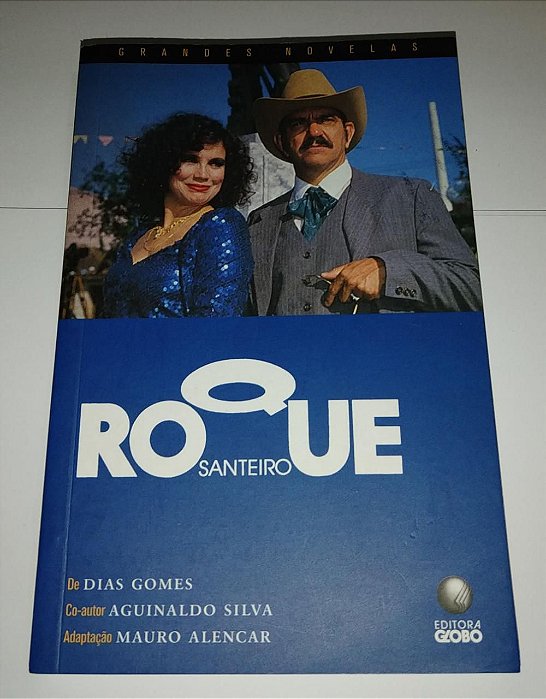 GRANDES NOVELAS
ROQUE
SANTEIRO
De DIAS GOMES
Co-autor AGUINALDO SILVA
Adaptação MAURO ALENCAR
EDITORA
GLOBO